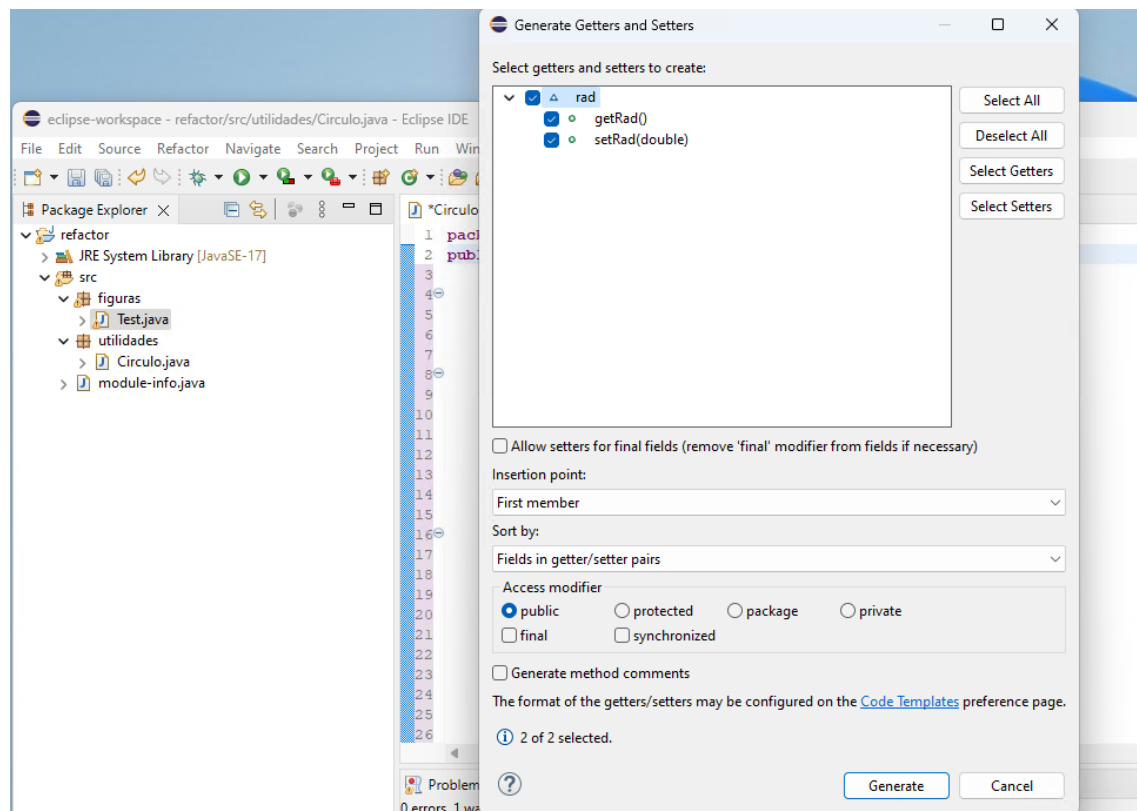 Generate Getters and Setters
Select getters and setters to create:
rad
getRad()
setRad(double)
Select All
Deselect All
Select Getters
Select Setters
Allow setters for final fields (remove 'final' modifier from fields if necessary)
Insertion point:
First member
Sort by:
Fields in getter/setter pairs
Access modifier
public protected package private
final synchronized
Generate method comments
The format of the getters/setters may be configured on the Code Templates preference page.
2 of 2 selected.
Generate Cancel
eclipse-workspace - refactor/src/utilidades/Circulo.java - Eclipse IDE
File Edit Source Refactor Navigate Search Project Run Win
Package Explorer
refactor
JRE System Library [JavaSE-17]
src
figuras
Test.java
utilidades
Circulo.java
module-info.java
*Circulo
1 pac
2 publ
3
4
5
6
7
8
9
10
11
12
13
14
15
16
17
18
19
20
21
22
23
24
25
26
Problem
0 errors, 1 wa